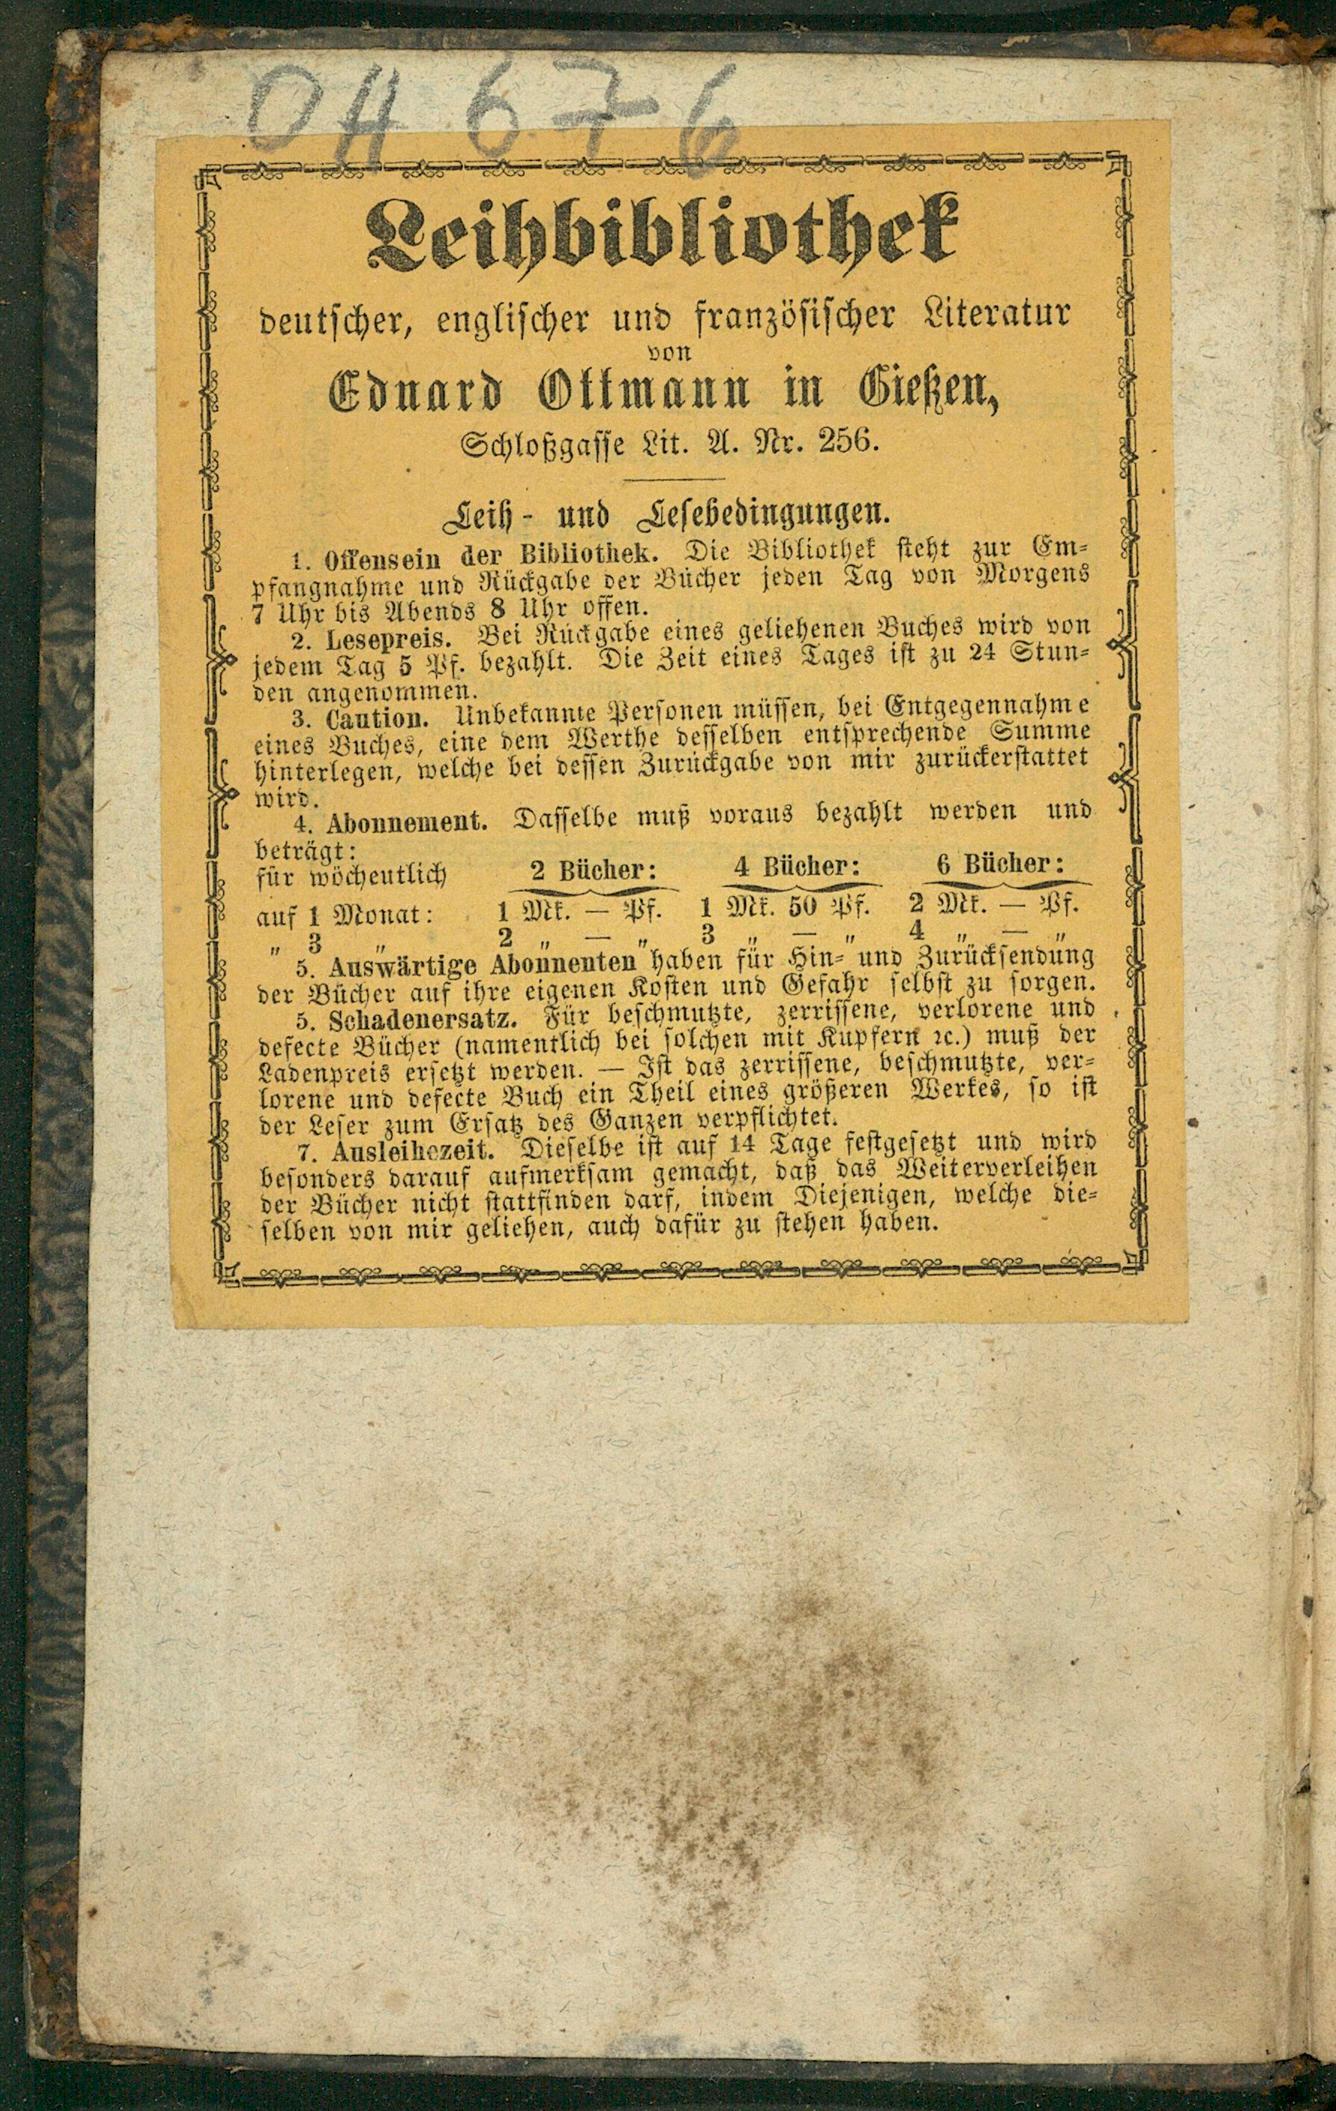 OH 676
Leihbibliothek
deutscher, englischer und französischer Literatur
von
Eduard Ottmann in Gießen,
Schloßgasse Lit. A. Nr. 256.
Leih- und Lesebedingungen.
1. Offensein der Bibliothek. Die Bibliothek steht zur Em-
pfangnahme und Rückgabe der Bücher jeden Tag von Morgens
7 Uhr bis Abends 8 Uhr offen.
2. Lesepreis. Bei Rückgabe eines geliehenen Buches wird von
jedem Tag 5 Pf. bezahlt. Die Zeit eines Tages ist zu 24 Stun-
den angenommen.
3. Caution. Unbekannte Personen müssen, bei Entgegennahme
eines Buches, eine dem Werthe desselben entsprechende Summe
hinterlegen, welche bei dessen Zurückgabe von mir zurückerstattet
wird.
4. Abonnement. Dasselbe muß voraus bezahlt werden und
beträgt:
für wöchentlich 2 Bücher: 4 Bücher: 6 Bücher:
auf 1 Monat: 1 Mk. — Pf. 1 Mk. 50 Pf. 2 Mk. — Pf.
„ 3 „ 2 „ — „ 3 „ — „ 4 „ — „
5. Auswärtige Abonnenten haben für Hin- und Zurücksendung
der Bücher auf ihre eigenen Kosten und Gefahr selbst zu sorgen.
5. Schadenersatz. Für beschmutzte, zerrissene, verlorene und
defecte Bücher (namentlich bei solchen mit Kupfern ꝛc.) muß der
Ladenpreis ersetzt werden. — Ist das zerrissene, beschmutzte, ver-
lorene und defecte Buch ein Theil eines größeren Werkes, so ist
der Leser zum Ersatz des Ganzen verpflichtet.
7. Ausleihezeit. Dieselbe ist auf 14 Tage festgesetzt und wird
besonders darauf aufmerksam gemacht, daß das Weiterverleihen
der Bücher nicht stattfinden darf, indem Diejenigen, welche die-
selben von mir geliehen, auch dafür zu stehen haben.